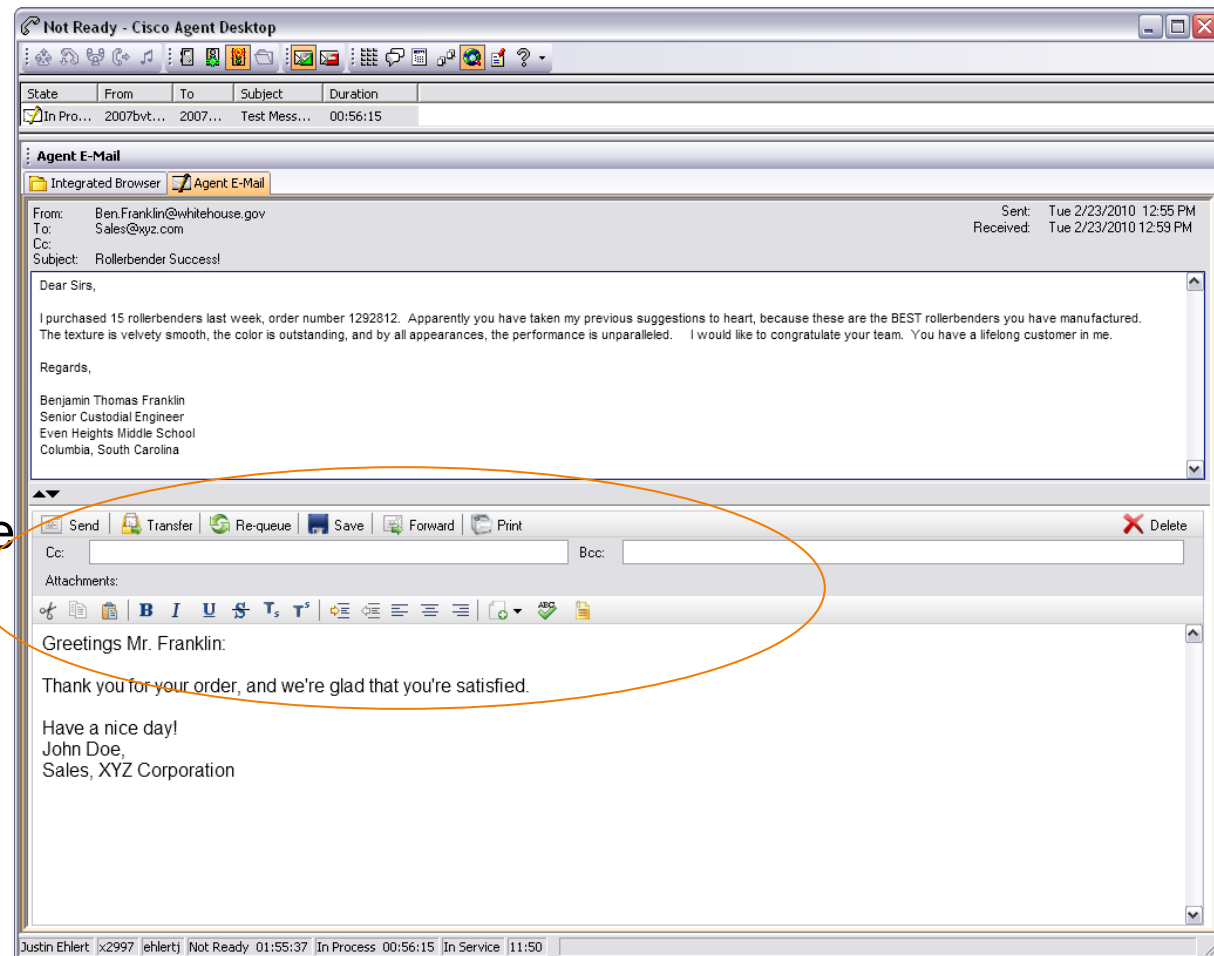 Not Ready - Cisco Agent Desktop
State From To Subject Duration
In Pro... 2007bvt... 2007... Test Mess... 00:56:15
Agent E-Mail
Integrated Browser Agent E-Mail
From: Ben.Franklin@whitehouse.gov Sent: Tue 2/23/2010 12:55 PM
To: Sales@xyz.com Received: Tue 2/23/2010 12:59 PM
Cc:
Subject: Rollerbender Success!
Dear Sirs,
I purchased 15 rollerbenders last week, order number 1292812. Apparently you have taken my previous suggestions to heart, because these are the BEST rollerbenders you have manufactured.
The texture is velvety smooth, the color is outstanding, and by all appearances, the performance is unparalleled. I would like to congratulate your team. You have a lifelong customer in me.
Regards,
Benjamin Thomas Franklin
Senior Custodial Engineer
Even Heights Middle School
Columbia, South Carolina
e
Send Transfer Re-queue Save Forward Print Delete
Cc: Bcc:
Attachments:
B I U S Ts Ts ABC
Greetings Mr. Franklin:
Thank you for your order, and we're glad that you're satisfied.
Have a nice day!
John Doe,
Sales, XYZ Corporation
Justin Ehlert x2997 ehlertj Not Ready 01:55:37 In Process 00:56:15 In Service 11:50